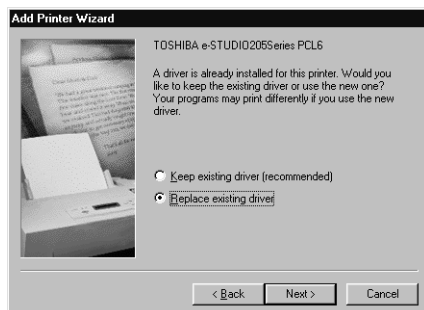 Add Printer Wizard
TOSHIBA e-STUDIO205Series PCL6
A driver is already installed for this printer. Would you
like to keep the existing driver or use the new one?
Your programs may print differently if you use the new
driver.
Keep existing driver (recommended)
Replace existing driver
< Back
Next >
Cancel